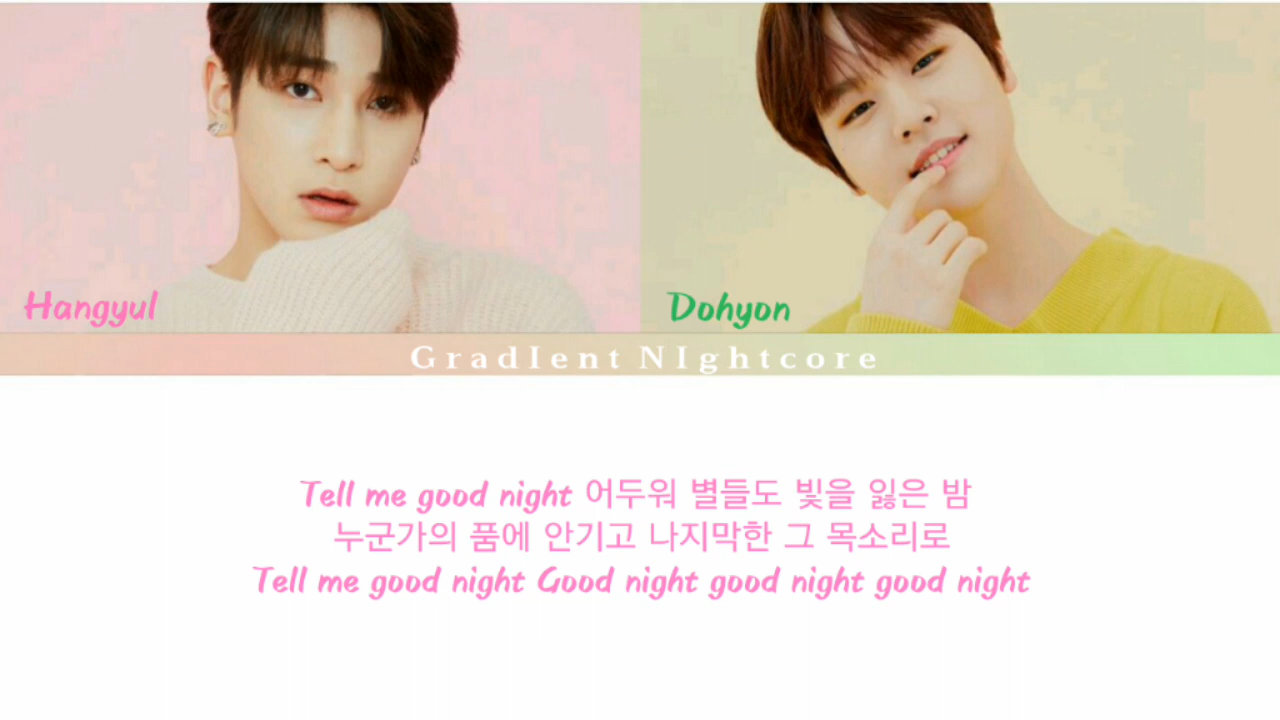 Hangyul
Dohyon
GradIent NIghtcore
Tell me good night 어두워 별들도 빛을 잃은 밤
누군가의 품에 안기고 나지막한 그 목소리로
Tell me good night Good night good night good night